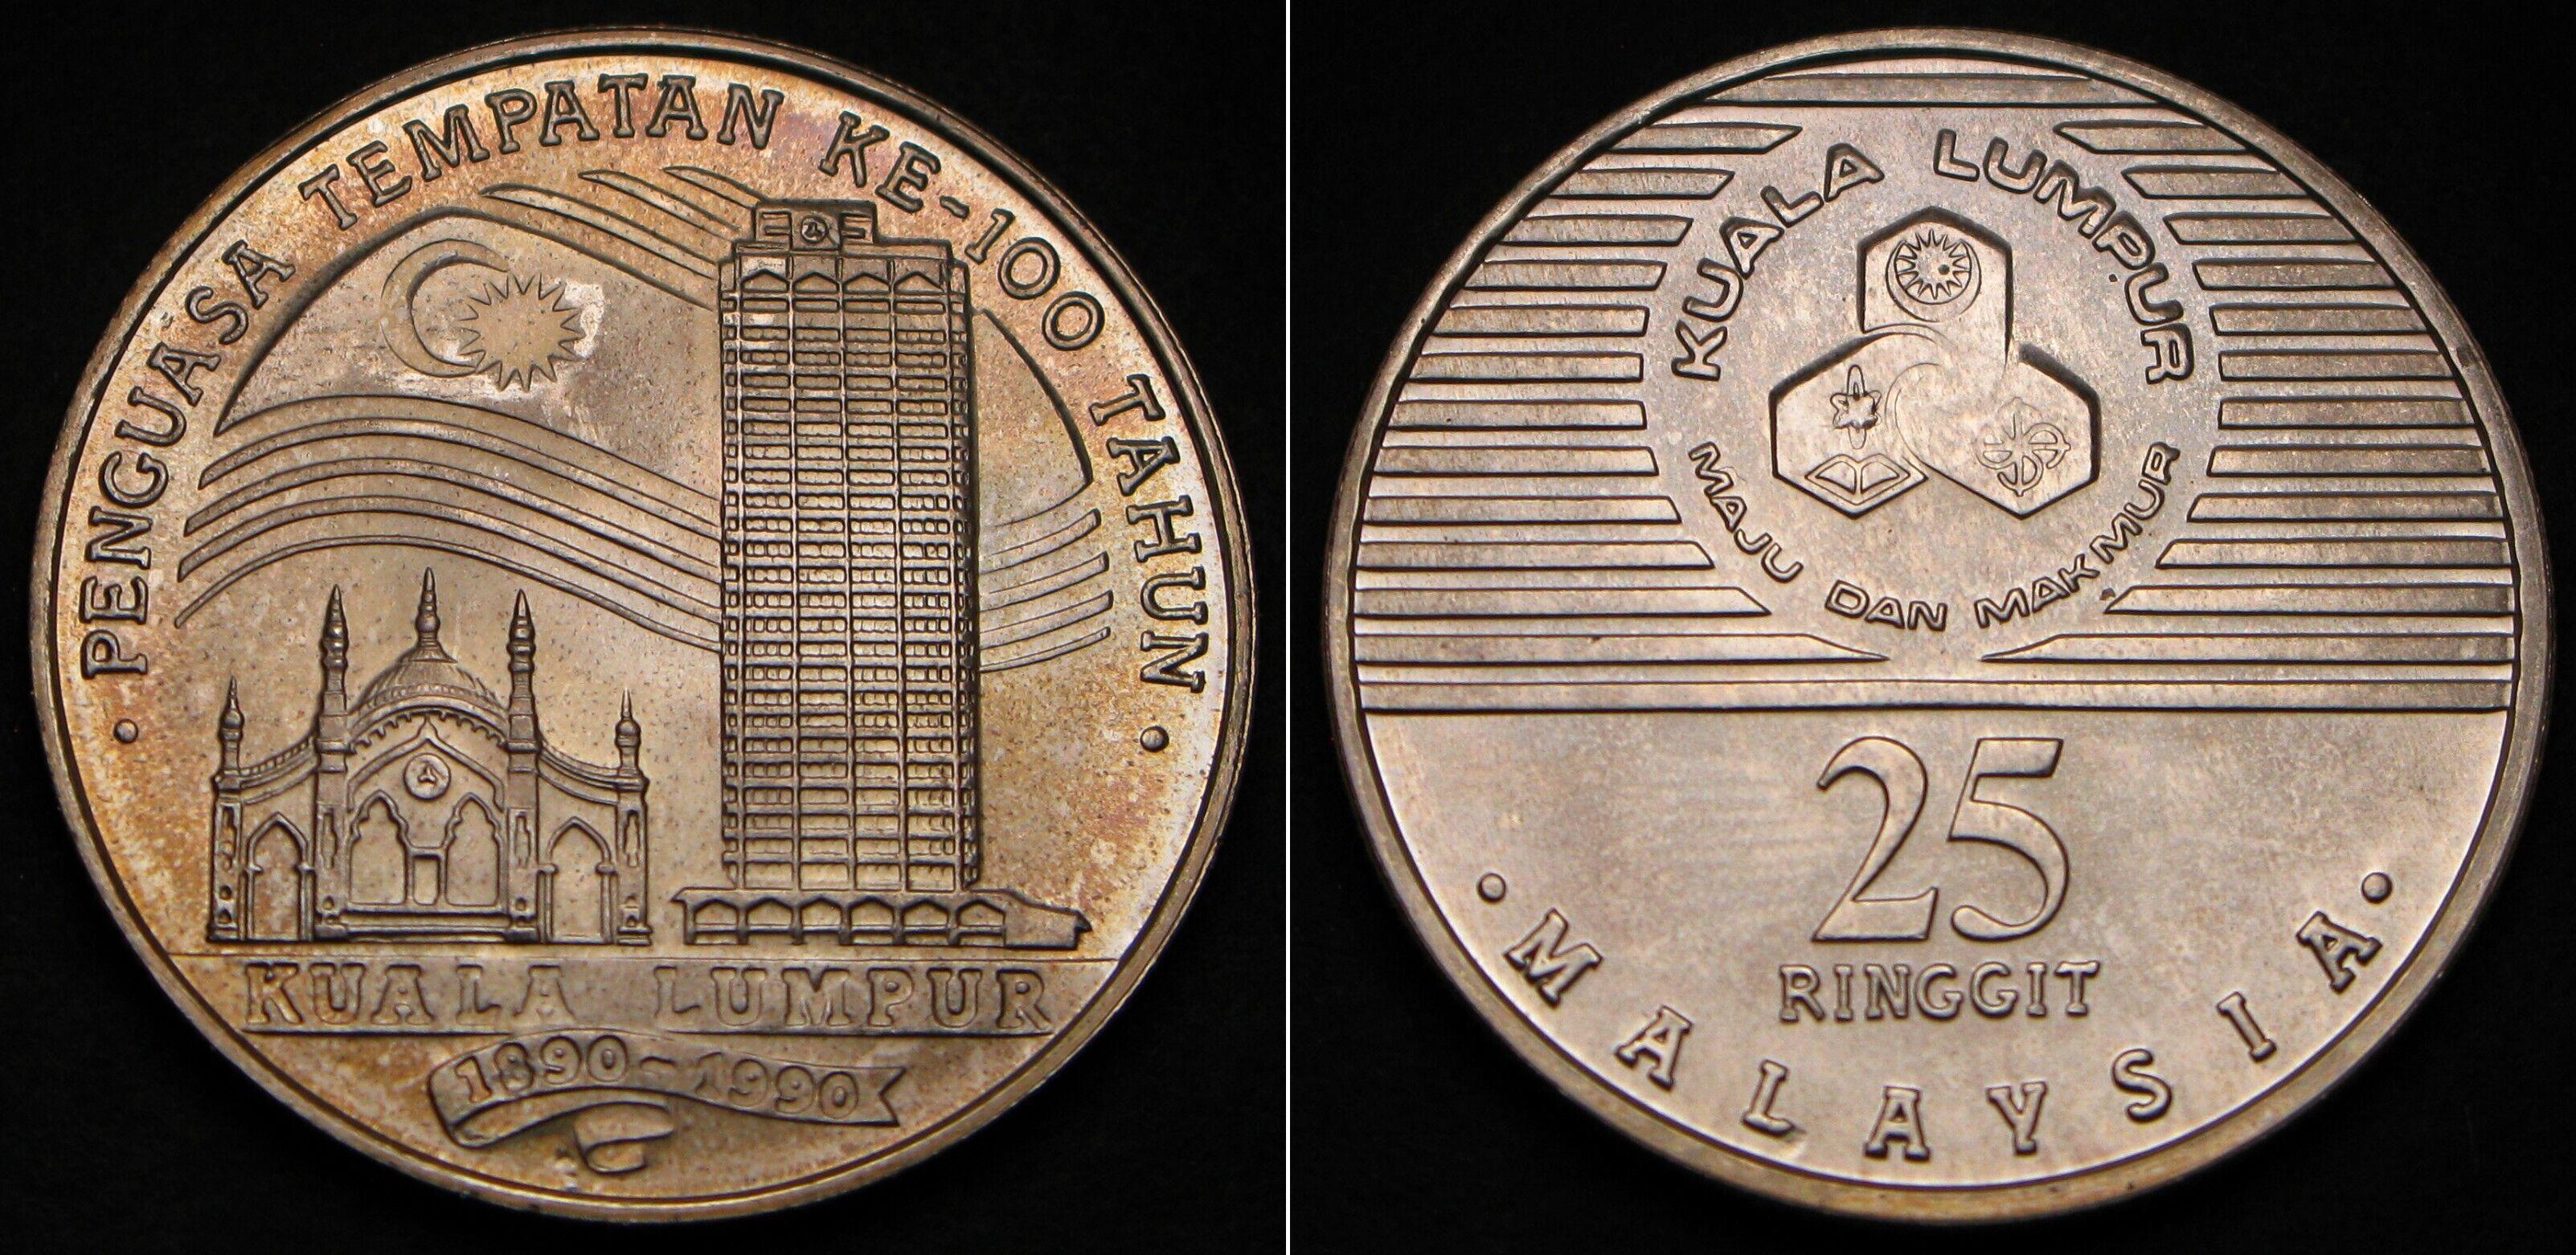 • PENGUASA TEMPATAN KE-100 TAHUN •
KUALA LUMPUR
1890-1990
KUALA LUMPUR
MAJU DAN MAKMUR
25
RINGGIT
• MALAYSIA •